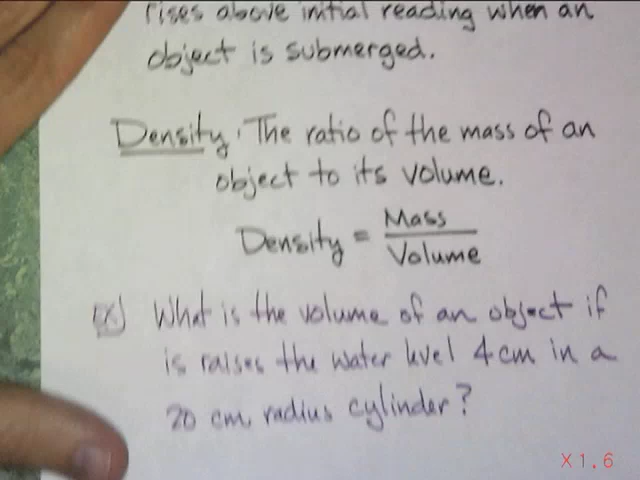 rises above initial reading when an
object is submerged.
Density: The ratio of the mass of an
object to its volume.
Density = Mass
Volume
EX) What is the volume of an object if
is raises the water level 4 cm in a
20 cm. radius cylinder?
X1.6